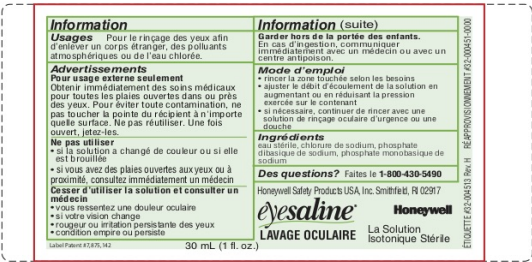 Information
Usages Pour le rinçage des yeux afin
d'enlever un corps étranger, des polluants
atmosphériques ou de l'eau chlorée.
Advertissements
Pour usage externe seulement
Obtenir immédiatement des soins médicaux
pour toutes les plaies ouvertes dans ou près
des yeux. Pour éviter toute contamination, ne
pas toucher la pointe du récipient à n'importe
quelle surface. Ne pas réutiliser. Une fois
ouvert, jetez-les.
Ne pas utiliser
• si la solution a changé de couleur ou si elle
est brouillée
• si vous avez des plaies ouvertes aux yeux ou à
proximité, consultez immédiatement un médecin
Cesser d'utiliser la solution et consulter un
médecin
• vous ressentez une douleur oculaire
• si votre vision change
• rougeur ou irritation persistante des yeux
• condition empire ou persiste
Label Patent #7,875,142
30 mL (1 fl. oz.)
Information (suite)
Garder hors de la portée des enfants.
En cas d'ingestion, communiquer
immédiatement avec un médecin ou avec un
centre antipoison.
Mode d'emploi
• rincer la zone touchée selon les besoins
• ajuster le débit d'écoulement de la solution en
augmentant ou en réduisant la pression
exercée sur le contenant
• si nécessaire, continuer de rincer avec une
solution de rinçage oculaire d'urgence ou une
douche
Ingrédients
eau stérile, chlorure de sodium, phosphate
dibasique de sodium, phosphate monobasique de
sodium
Des questions? Faites le 1-800-430-5490
Honeywell Safety Products USA, Inc. Smithfield, RI 02917
eyesaline®
LAVAGE OCULAIRE
Honeywell
La Solution
Isotonique Stérile
ÉTIQUETTE #32-004513 Rev. H RÉAPPROVISIONNEMENT #32-000451-0000